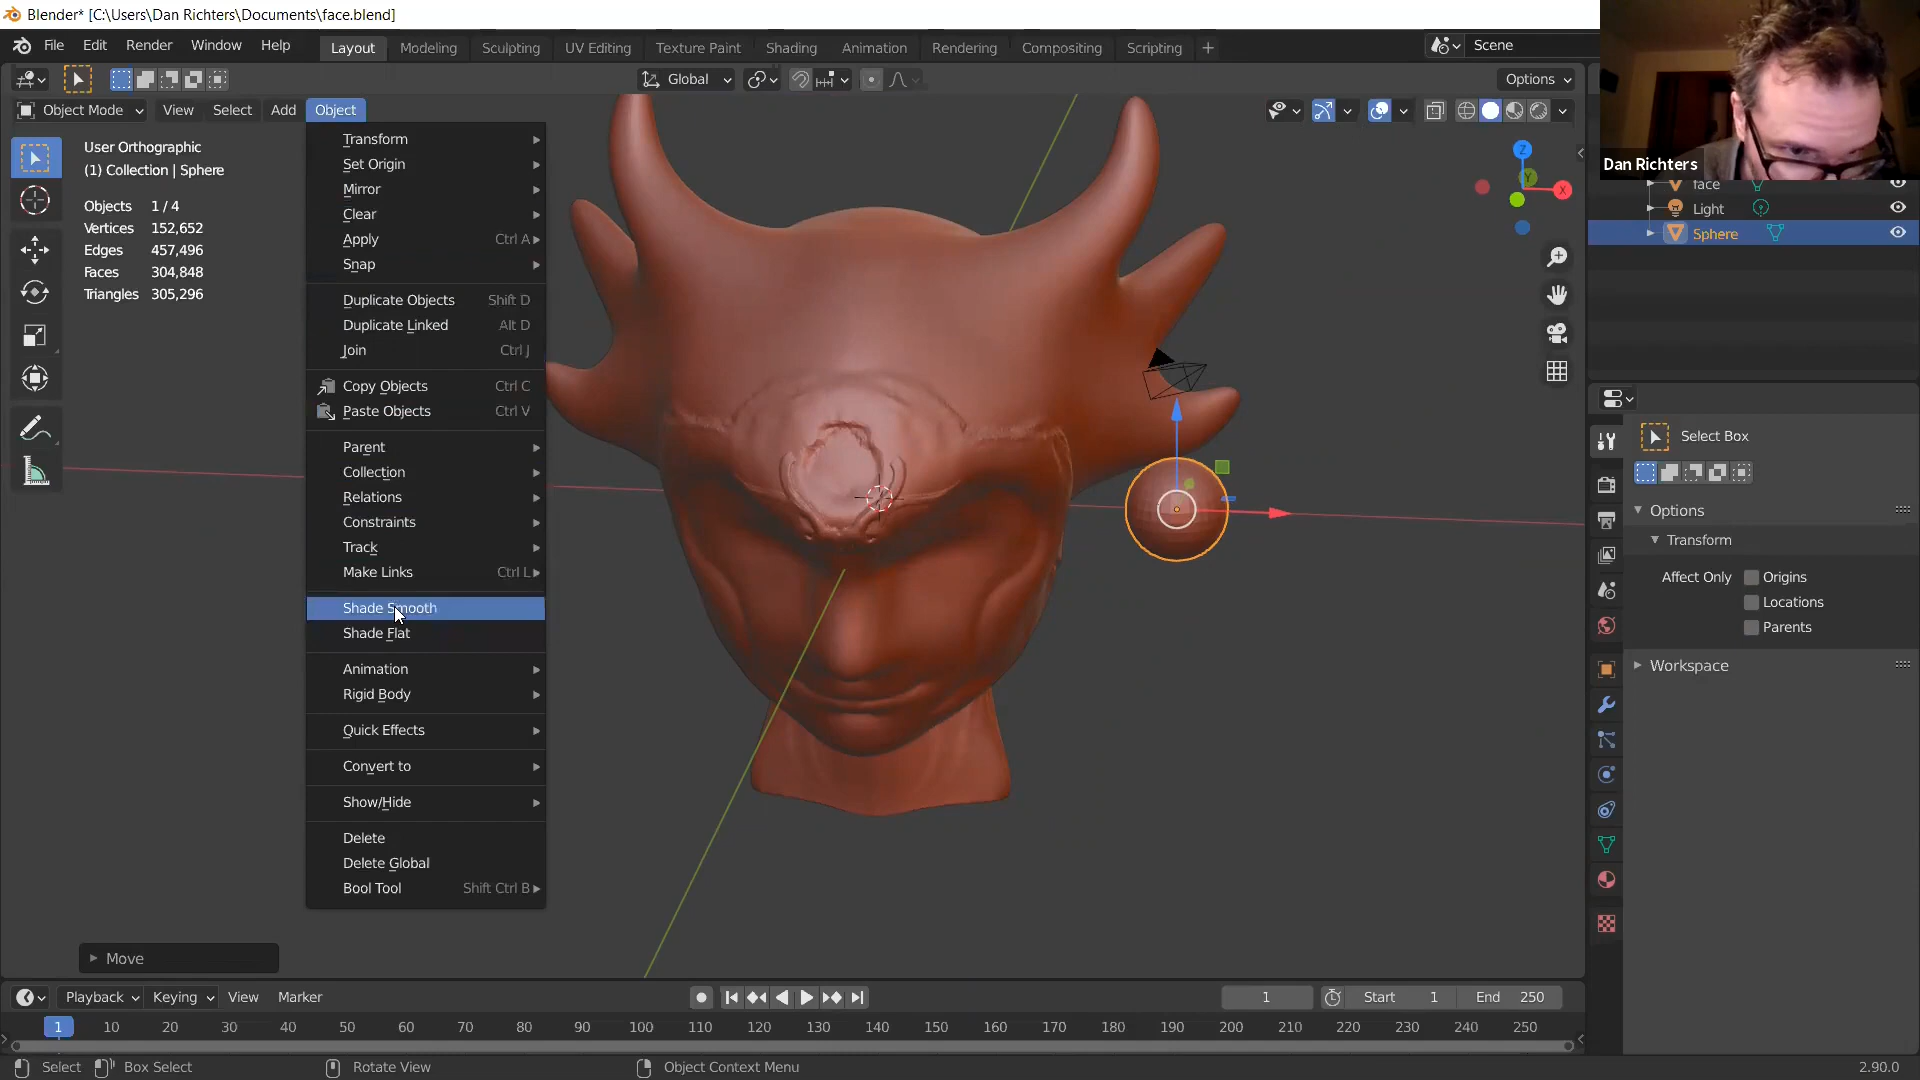 Blender* [C:\Users\Dan Richters\Documents\face.blend]
File Edit Render Window Help Layout Modeling Sculpting UV Editing Texture Paint Shading Animation Rendering Compositing Scripting + Scene
Global Options
Object Mode View Select Add Object
User Orthographic
(1) Collection | Sphere
Objects 1 / 4
Vertices 152,652
Edges 457,496
Faces 304,848
Triangles 305,296
Transform
Set Origin
Mirror
Clear
Apply Ctrl A
Snap
Duplicate Objects Shift D
Duplicate Linked Alt D
Join Ctrl J
Copy Objects Ctrl C
Paste Objects Ctrl V
Parent
Collection
Relations
Constraints
Track
Make Links Ctrl L
Shade Smooth
Shade Flat
Animation
Rigid Body
Quick Effects
Convert to
Show/Hide
Delete
Delete Global
Bool Tool Shift Ctrl B
Move
Z
Y
X
Dan Richters
face
Light
Sphere
Select Box
Options
Transform
Affect Only Origins
Locations
Parents
Workspace
Playback Keying View Marker 1 Start 1 End 250
1 10 20 30 40 50 60 70 80 90 100 110 120 130 140 150 160 170 180 190 200 210 220 230 240 250
Select Box Select Rotate View Object Context Menu 2.90.0